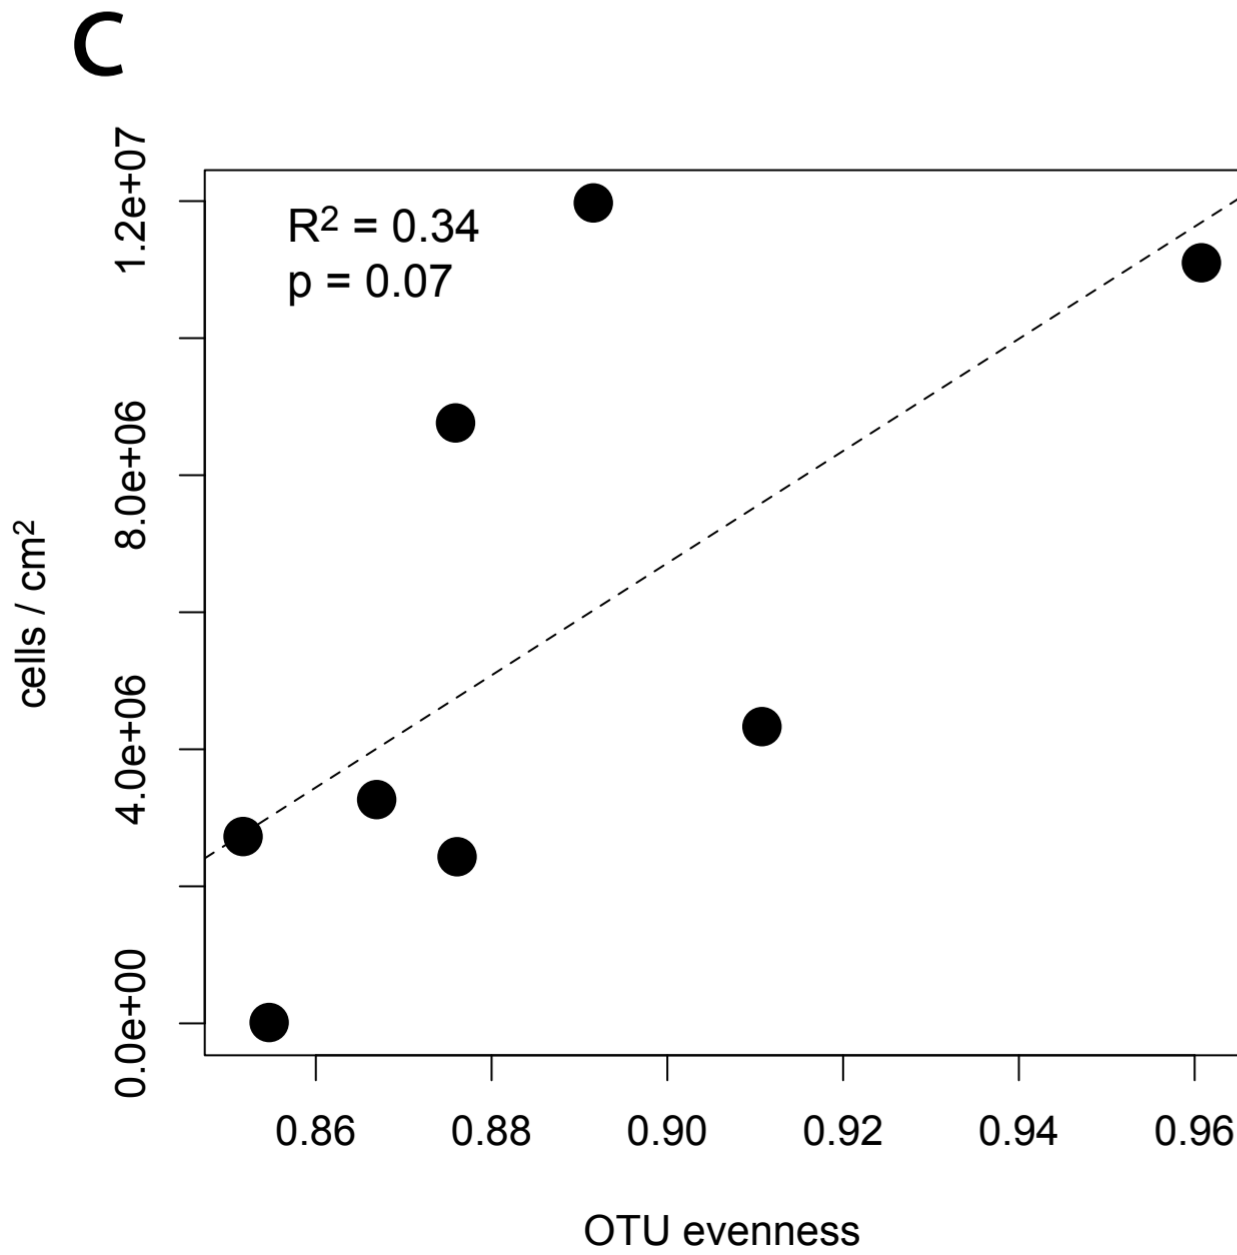 C
R² = 0.34
p = 0.07
1.2e+07
8.0e+06
4.0e+06
0.0e+00
cells / cm²
0.86 0.88 0.90 0.92 0.94 0.96
OTU evenness